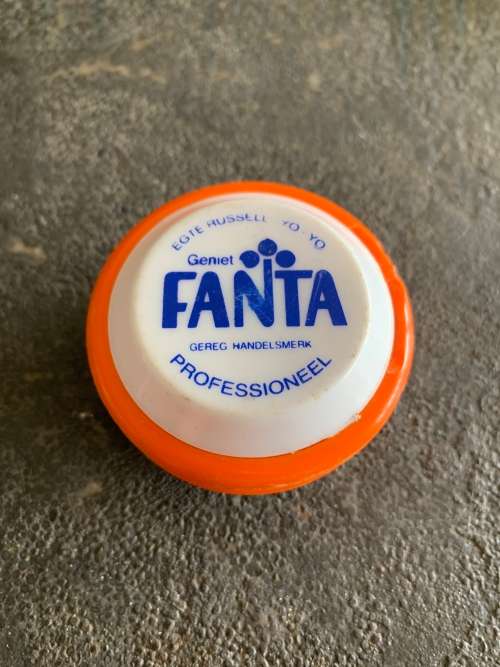 EGTE RUSSELL YO YO
Geniet
FANTA
GEREG HANDELSMERK
PROFESSIONEEL